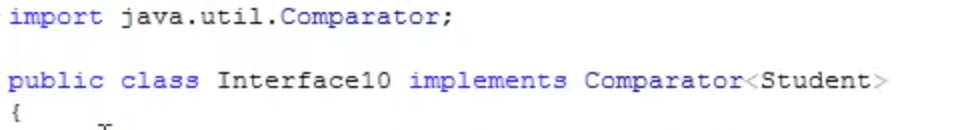 import java.util.Comparator;
public class Interface10 implements Comparator<Student>
{